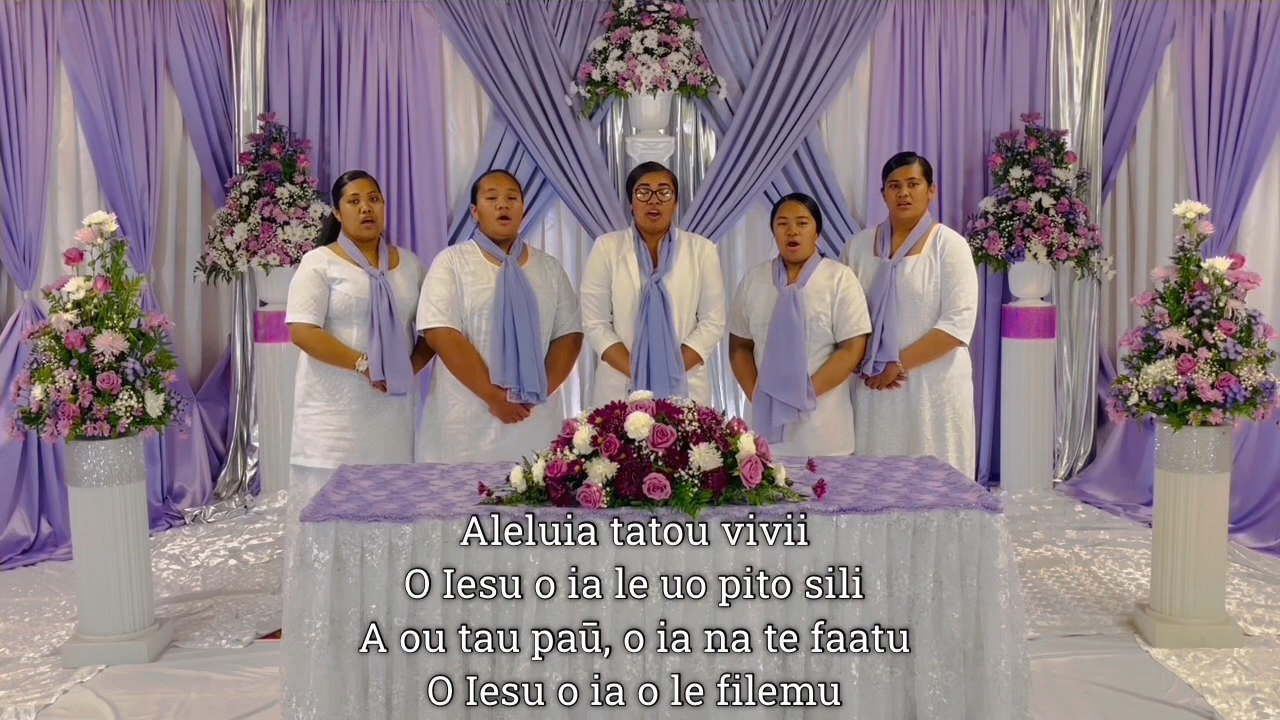 Aleluia tatou vivii
O Iesu o ia le uo pito sili
A ou tau paū, o ia na te faatu
O Iesu o ia o le filemu